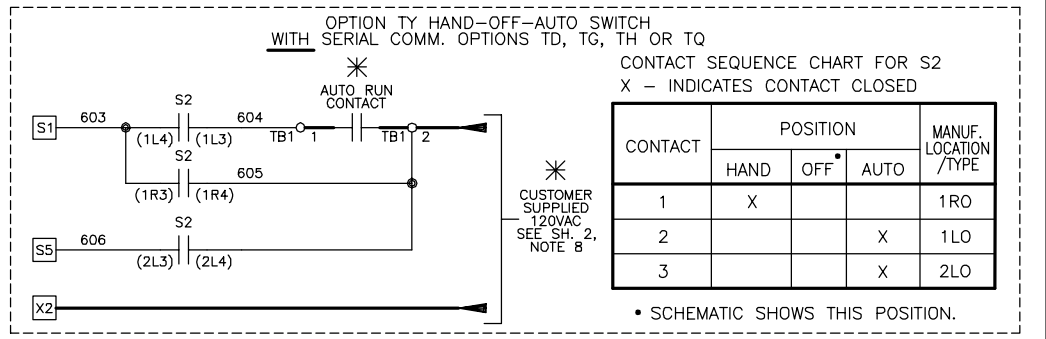 OPTION TY HAND-OFF-AUTO SWITCH
WITH SERIAL COMM. OPTIONS TD, TG, TH OR TQ
AUTO RUN
CONTACT
S1
603
S2
604
(1L4) (1L3)
TB1 1
TB1 2
S2
605
(1R3) (1R4)
S5
606
S2
(2L3) (2L4)
X2
CUSTOMER
SUPPLIED
120VAC
SEE SH. 2,
NOTE 8
CONTACT SEQUENCE CHART FOR S2
X - INDICATES CONTACT CLOSED
CONTACT POSITION MANUF. LOCATION /TYPE
HAND OFF• AUTO
1 X 1RO
2 X 1LO
3 X 2LO
• SCHEMATIC SHOWS THIS POSITION.